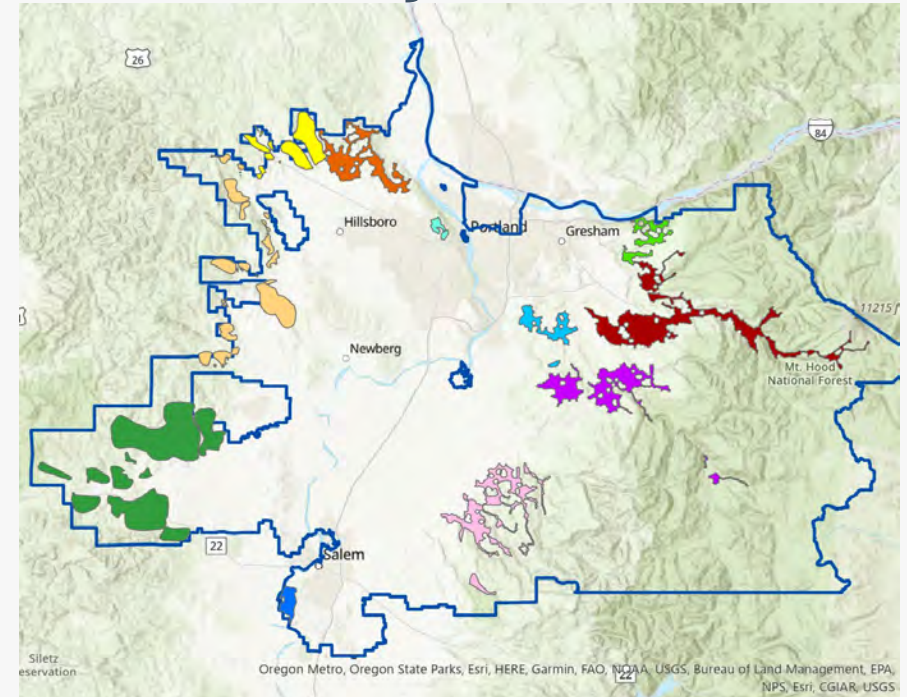 26
84
Hillsboro
Portland
Gresham
11215 f
Newberg
Mt. Hood
National Forest
22
Salem
Siletz
eservation
Oregon Metro, Oregon State Parks, Esri, HERE, Garmin, FAO, NOAA, USGS, Bureau of Land Management, EPA,
22
NPS, Esri, CGIAR, USGS